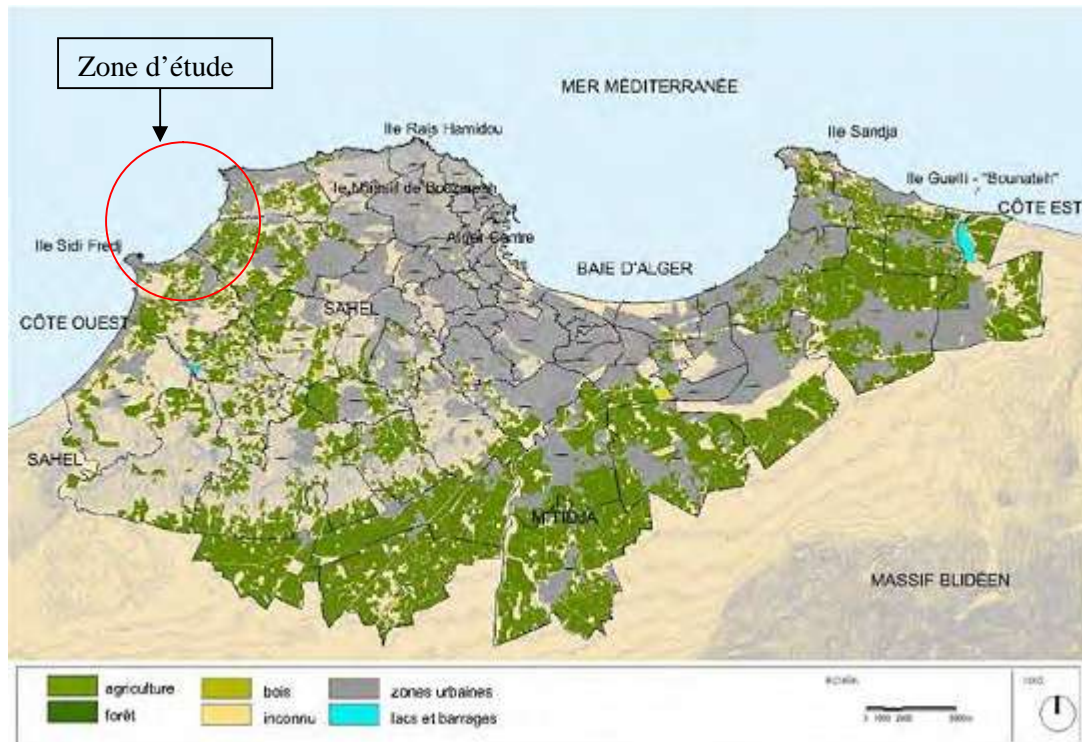 Zone d’étude
MER MÉDITERRANÉE
Ile Rais Hamidou
Ile Sandja
Ile Guelli - "Bounateh"
CÔTE EST
Alger Centre
Ile Sidi Fredj
BAIE D'ALGER
SAHEL
CÔTE OUEST
SAHEL
MITIDJA
MASSIF BLIDÉEN
agriculture
bois
zones urbaines
forêt
inconnu
lacs et barrages